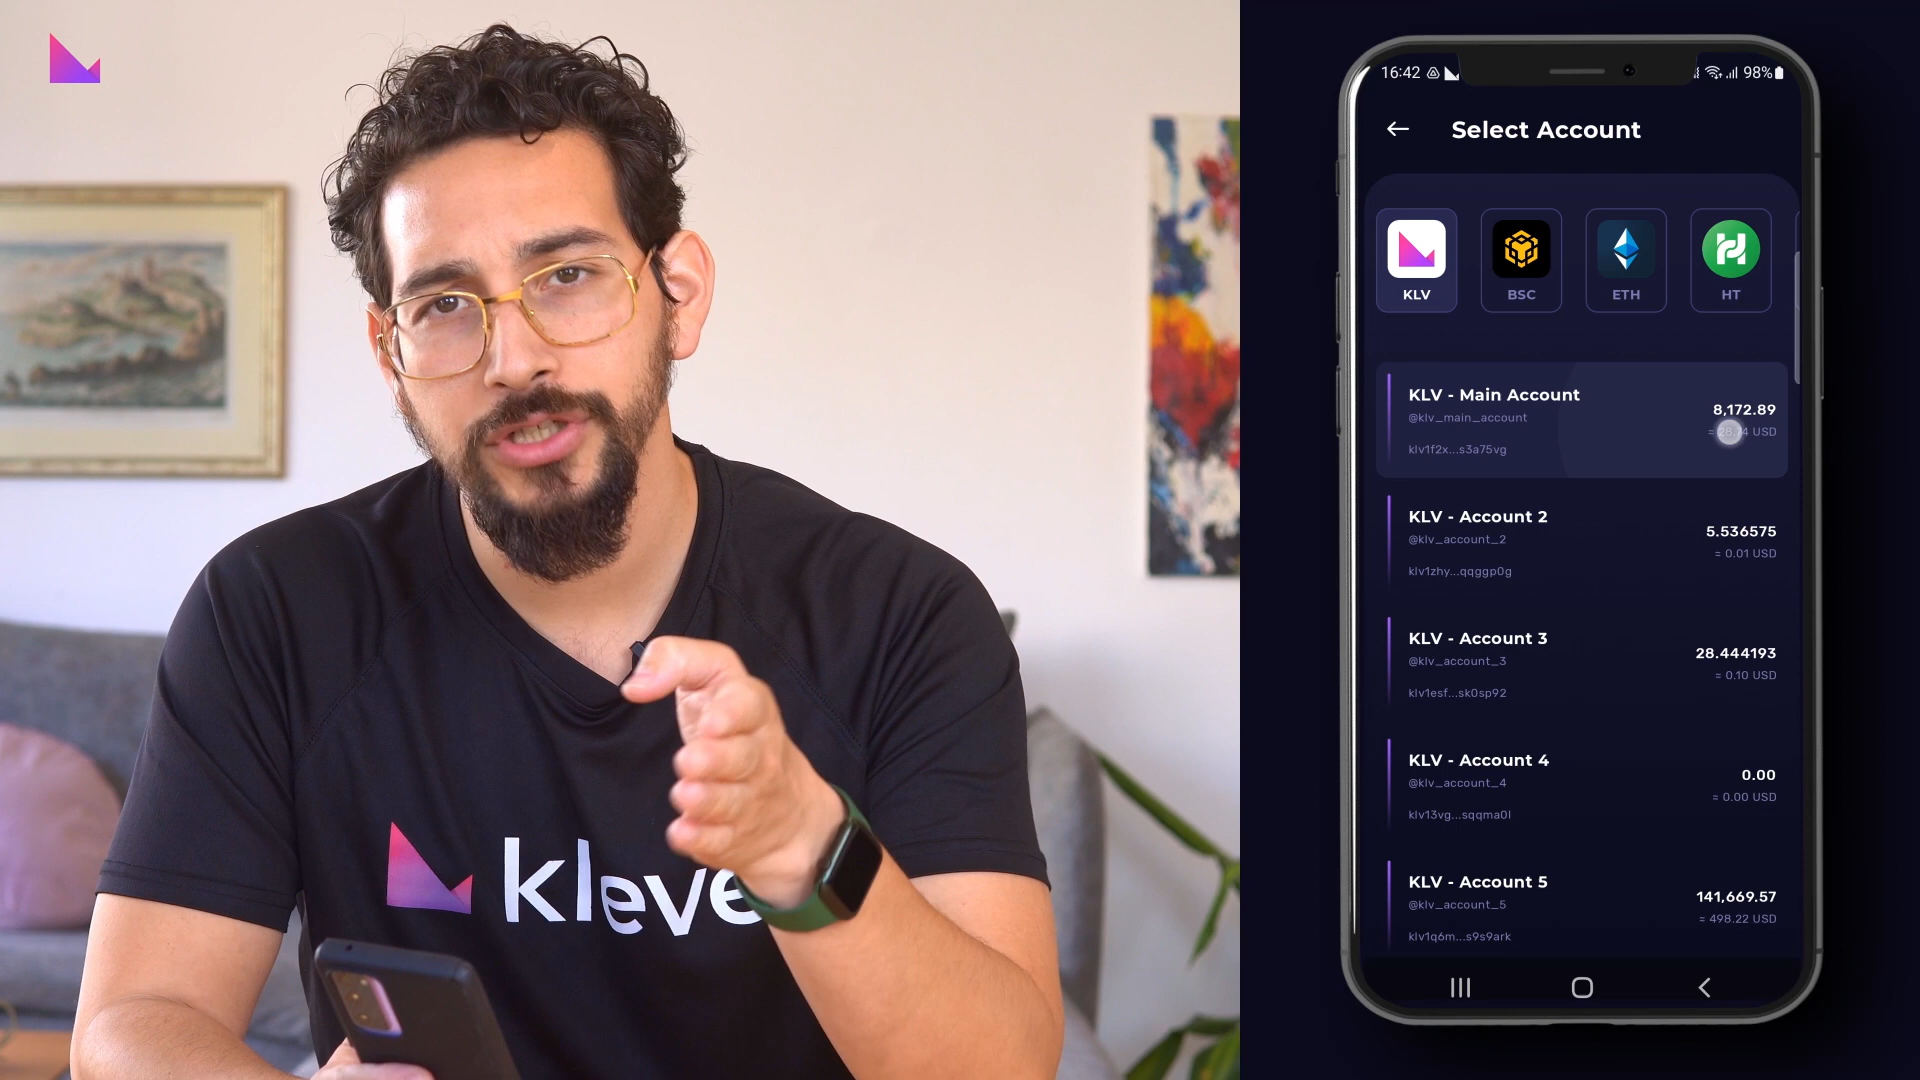 kleve
16:42
98%
Select Account
KLV
BSC
ETH
HT
KLV - Main Account
@klv_main_account
klv1f2x...s3a75vg
8,172.89
USD
KLV - Account 2
@klv_account_2
klv1zhy...qqggp0g
5.536575
≈ 0.01 USD
KLV - Account 3
@klv_account_3
klv1esf...sk0sp92
28.444193
≈ 0.10 USD
KLV - Account 4
@klv_account_4
klv13vg...sqqma0l
0.00
≈ 0.00 USD
KLV - Account 5
@klv_account_5
klv1q6m...s9s9ark
141,669.57
≈ 498.22 USD